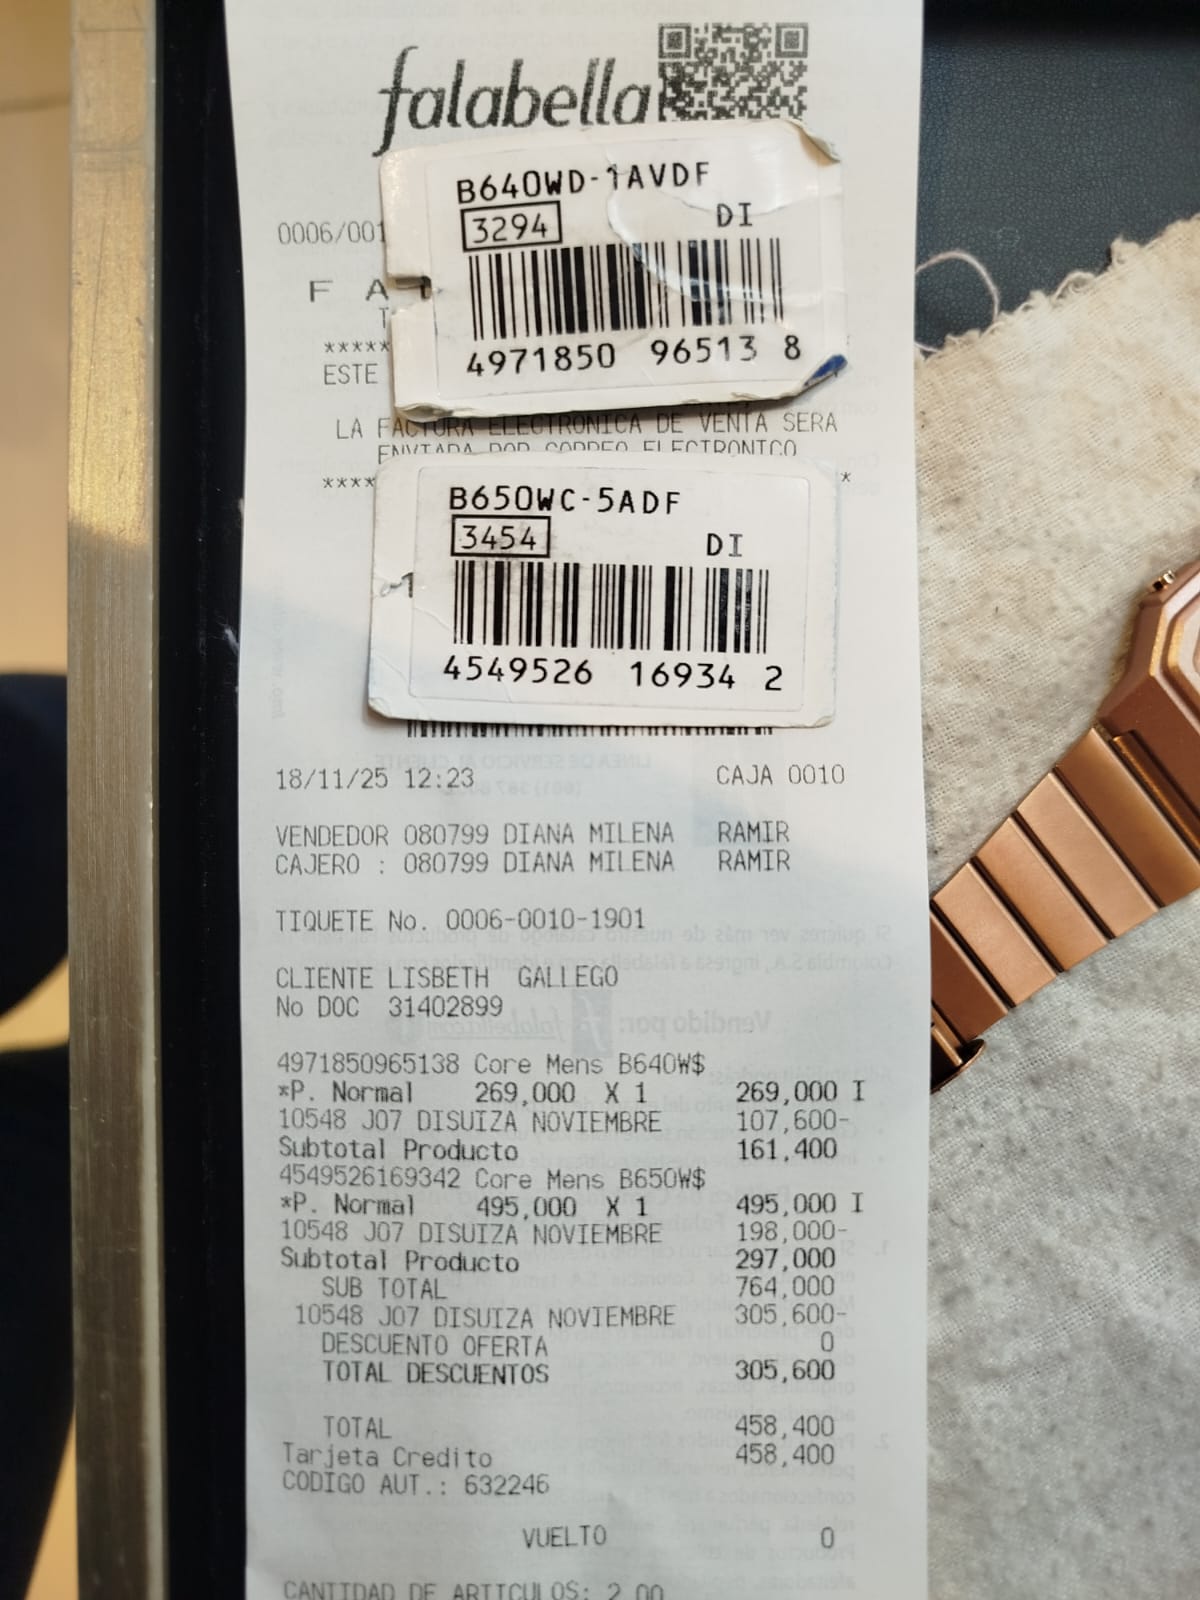 falabella
B640WD-1AVDF
3294 DI
4971850 96513 8
0006/001
F A
*****
ESTE
LA FACTURA ELECTRONICA DE VENTA SERA
ENVIADA POR CORREO ELECTRONICO
**** *
B650WC-5ADF
3454 DI
4549526 16934 2
18/11/25 12:23 CAJA 0010
VENDEDOR 080799 DIANA MILENA RAMIR
CAJERO : 080799 DIANA MILENA RAMIR
TIQUETE No. 0006-0010-1901
CLIENTE LISBETH GALLEGO
No DOC 31402899
4971850965138 Core Mens B640W$
*P. Normal 269,000 X 1 269,000 I
10548 J07 DISUIZA NOVIEMBRE 107,600-
Subtotal Producto 161,400
4549526169342 Core Mens B650W$
*P. Normal 495,000 X 1 495,000 I
10548 J07 DISUIZA NOVIEMBRE 198,000-
Subtotal Producto 297,000
SUB TOTAL 764,000
10548 J07 DISUIZA NOVIEMBRE 305,600-
DESCUENTO OFERTA 0
TOTAL DESCUENTOS 305,600
TOTAL 458,400
Tarjeta Credito 458,400
CODIGO AUT.: 632246
VUELTO 0
CANTIDAD DE ARTICULOS: 2.00